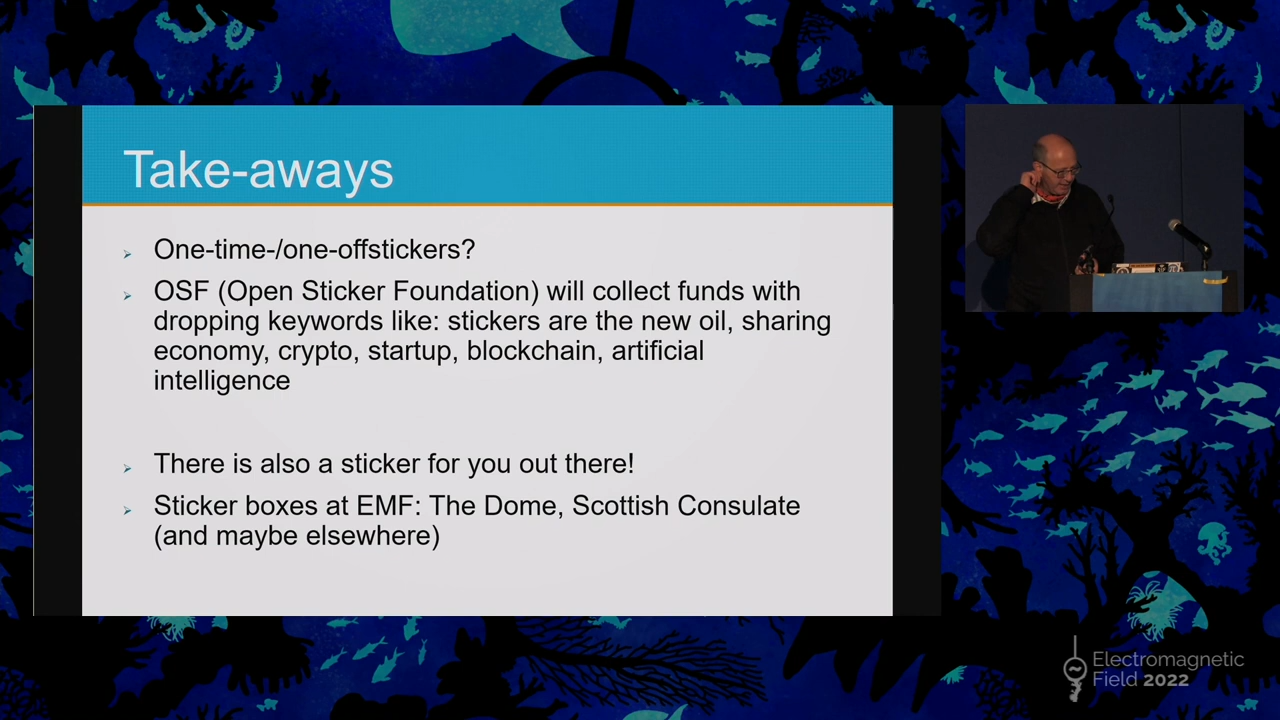 Take-aways
One-time-/one-offstickers?
OSF (Open Sticker Foundation) will collect funds with
dropping keywords like: stickers are the new oil, sharing
economy, crypto, startup, blockchain, artificial
intelligence
There is also a sticker for you out there!
Sticker boxes at EMF: The Dome, Scottish Consulate
(and maybe elsewhere)
Electromagnetic
Field 2022